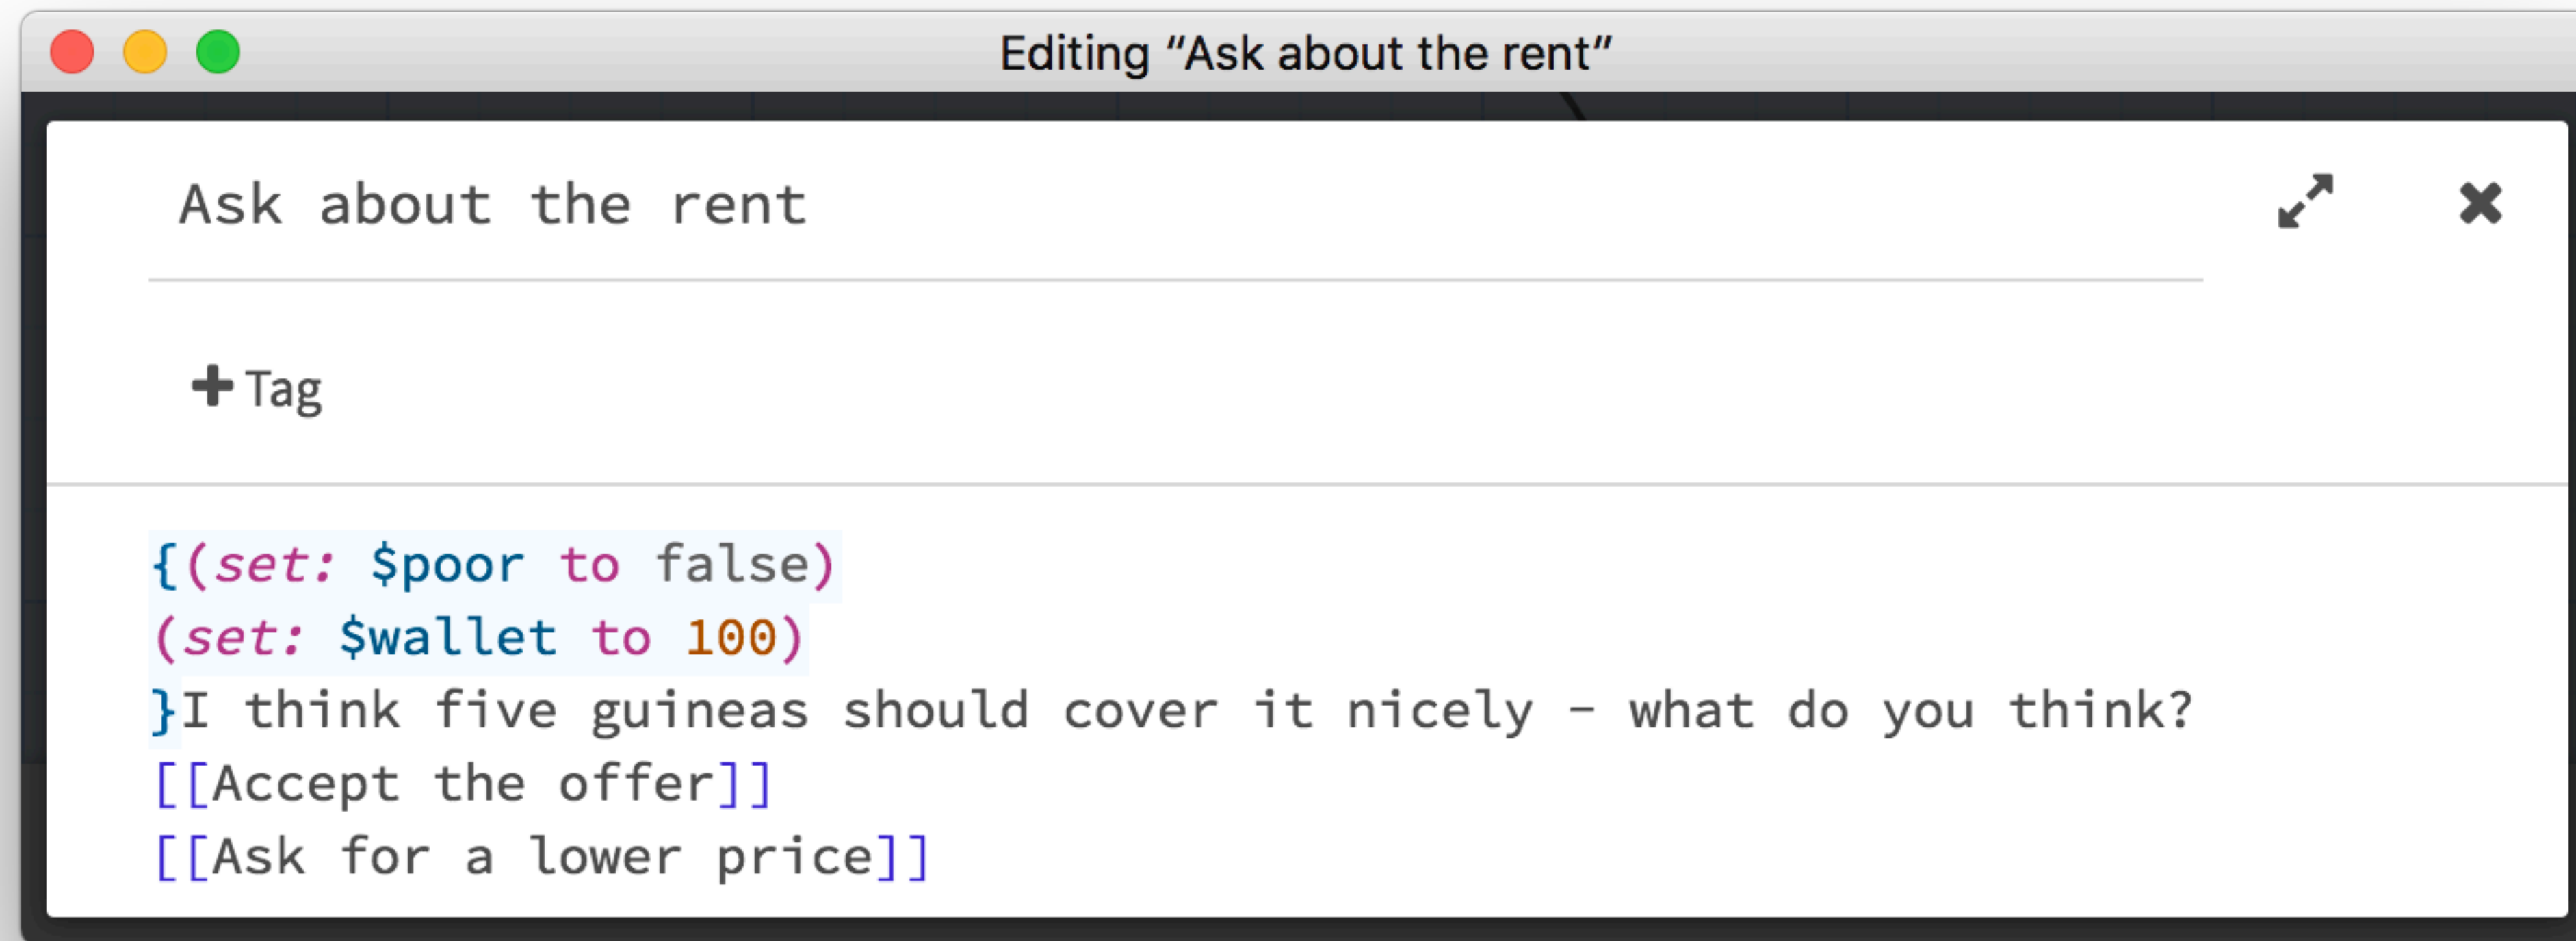 Editing “Ask about the rent”
Ask about the rent
Tag
{(set: $poor to false)
(set: $wallet to 100)
}I think five guineas should cover it nicely - what do you think?
[[Accept the offer]]
[[Ask for a lower price]]